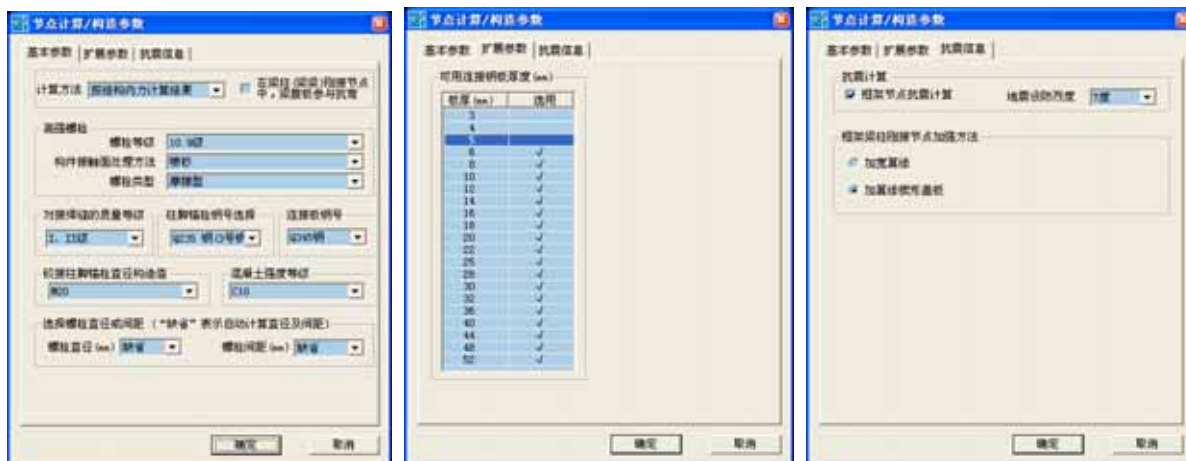 节点计算/构造参数
基本参数 扩展参数 抗震信息
计算方法 按结构内力计算结果 在梁柱(梁梁)刚接节点中,梁腹板参与抗弯
高强螺栓
螺栓等级 10.9级
构件接触面处理方法 喷砂
螺栓类型 摩擦型
对接焊缝的质量等级 柱脚锚栓钢号选择 连接板钢号
I、II级 Q235 钢(3号钢 Q345钢
铰接柱脚锚栓直径构造值 混凝土强度等级
M20 C10
选择螺栓直径或间距 ("缺省"表示自动计算直径及间距)
螺栓直径(mm) 缺省 螺栓间距(mm) 缺省
确定 取消
节点计算/构造参数
基本参数 扩展参数 抗震信息
可用连接钢板厚度(mm)
板厚(mm) 选用
3
4
5
6 √
8 √
10 √
12 √
14 √
16 √
18 √
20 √
22 √
25 √
28 √
30 √
32 √
36 √
40 √
44 √
48 √
52 √
确定 取消
节点计算/构造参数
基本参数 扩展参数 抗震信息
抗震计算
框架节点抗震计算 地震设防烈度 7度
框架梁柱刚接节点加强方法
加宽翼缘
加翼缘楔形盖板
确定 取消